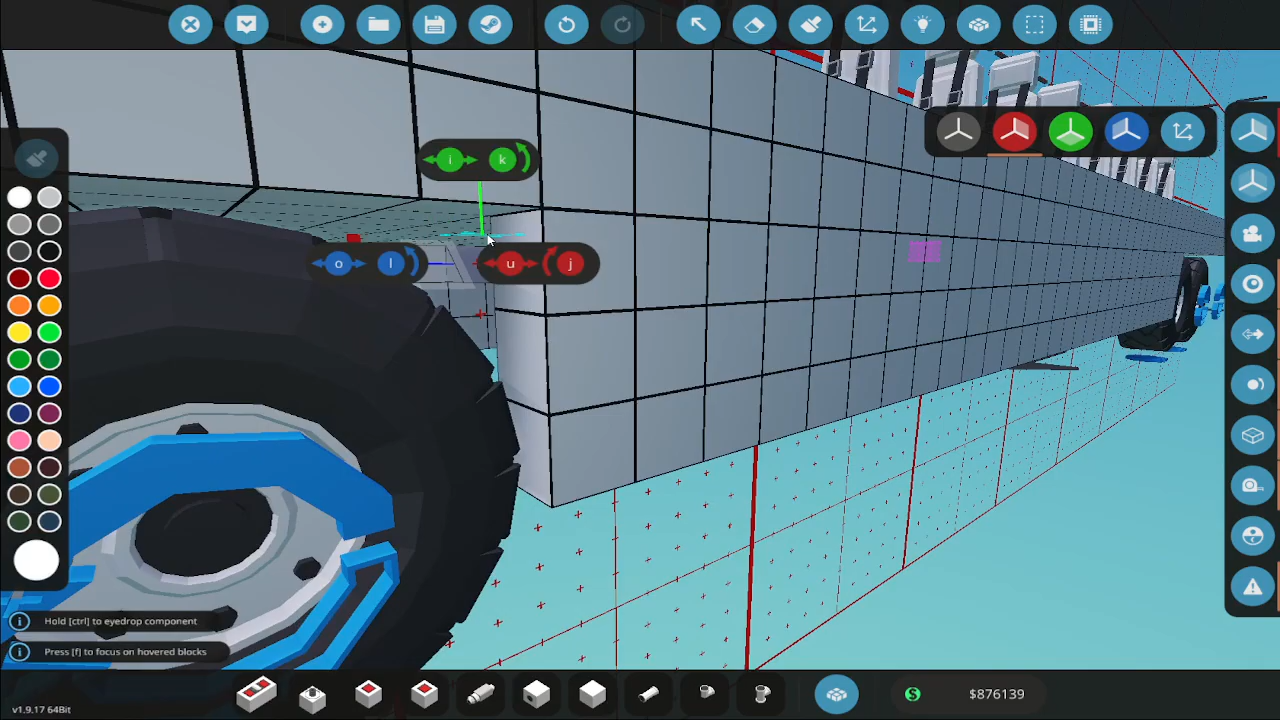 i k
o l u j
Hold [ctrl] to eyedrop component
Press [f] to focus on hovered blocks
v1.9.17 64Bit
$ $876139